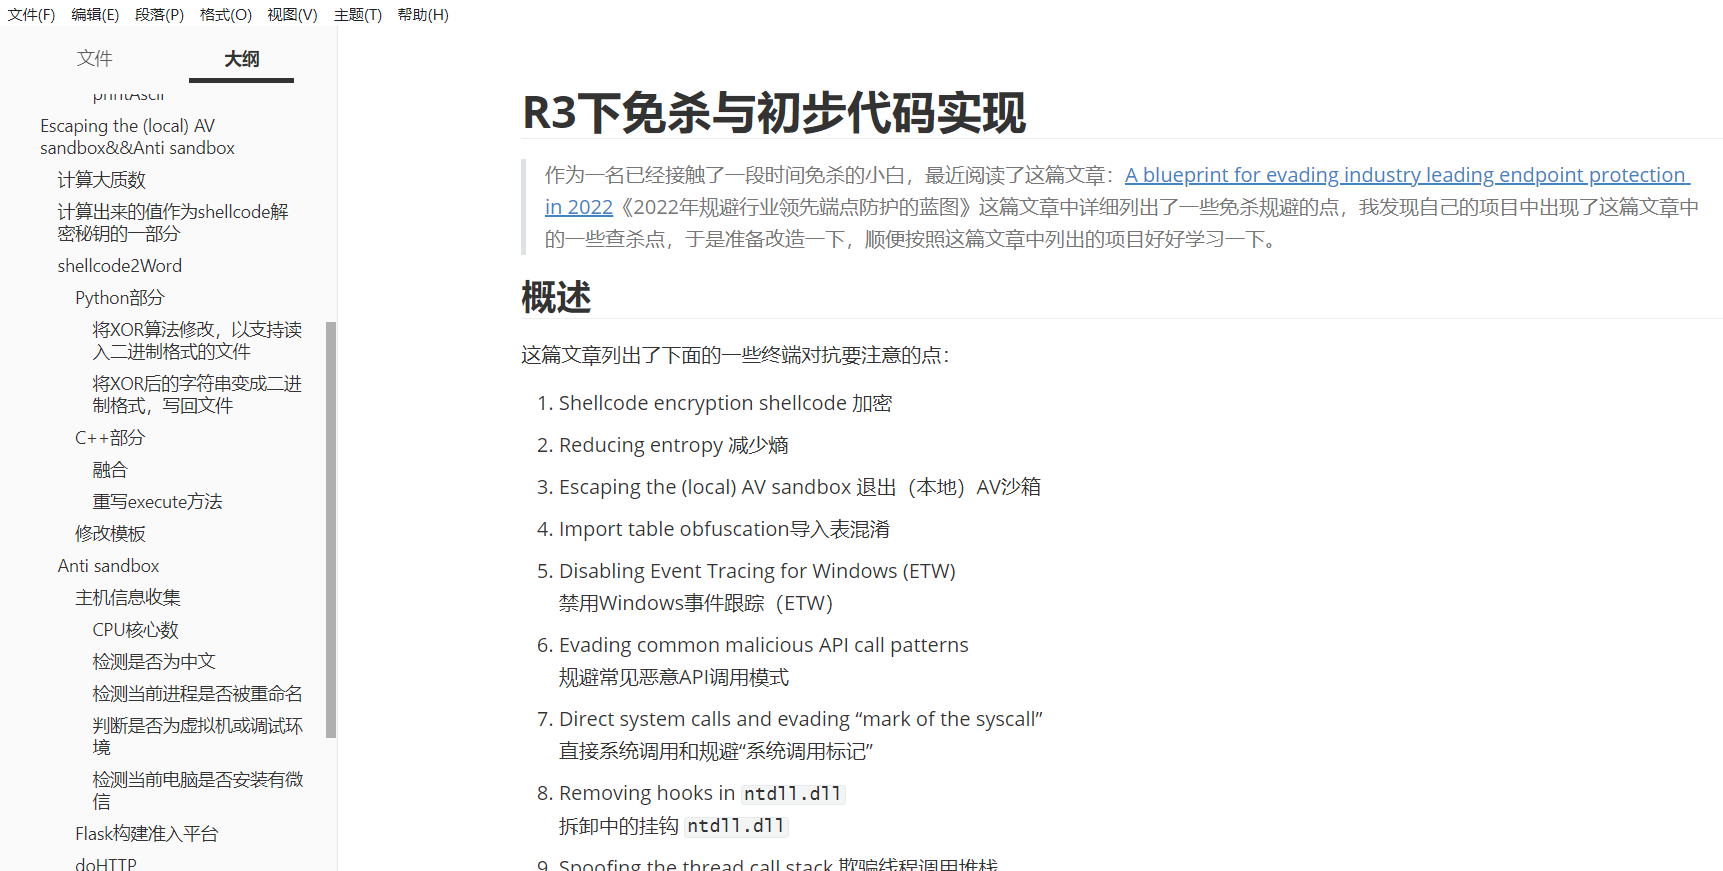 文件(F) 编辑(E) 段落(P) 格式(O) 视图(V) 主题(T) 帮助(H)
文件 大纲
printAscii
Escaping the (local) AV
sandbox&&Anti sandbox
计算大质数
计算出来的值作为shellcode解
密秘钥的一部分
shellcode2Word
Python部分
将XOR算法修改，以支持读
入二进制格式的文件
将XOR后的字符串变成二进
制格式，写回文件
C++部分
融合
重写execute方法
修改模板
Anti sandbox
主机信息收集
CPU核心数
检测是否为中文
检测当前进程是否被重命名
判断是否为虚拟机或调试环
境
检测当前电脑是否安装有微
信
Flask构建准入平台
doHTTP
R3下免杀与初步代码实现
作为一名已经接触了一段时间免杀的小白，最近阅读了这篇文章：A blueprint for evading industry leading endpoint protection
in 2022《2022年规避行业领先端点防护的蓝图》这篇文章中详细列出了一些免杀规避的点，我发现自己的项目中出现了这篇文章中
的一些查杀点，于是准备改造一下，顺便按照这篇文章中列出的项目好好学习一下。
概述
这篇文章列出了下面的一些终端对抗要注意的点：
1. Shellcode encryption shellcode 加密
2. Reducing entropy 减少熵
3. Escaping the (local) AV sandbox 退出（本地）AV沙箱
4. Import table obfuscation导入表混淆
5. Disabling Event Tracing for Windows (ETW)
禁用Windows事件跟踪（ETW）
6. Evading common malicious API call patterns
规避常见恶意API调用模式
7. Direct system calls and evading “mark of the syscall”
直接系统调用和规避“系统调用标记”
8. Removing hooks in ntdll.dll
拆卸中的挂钩 ntdll.dll
9. Spoofing the thread call stack 欺骗线程调用堆栈